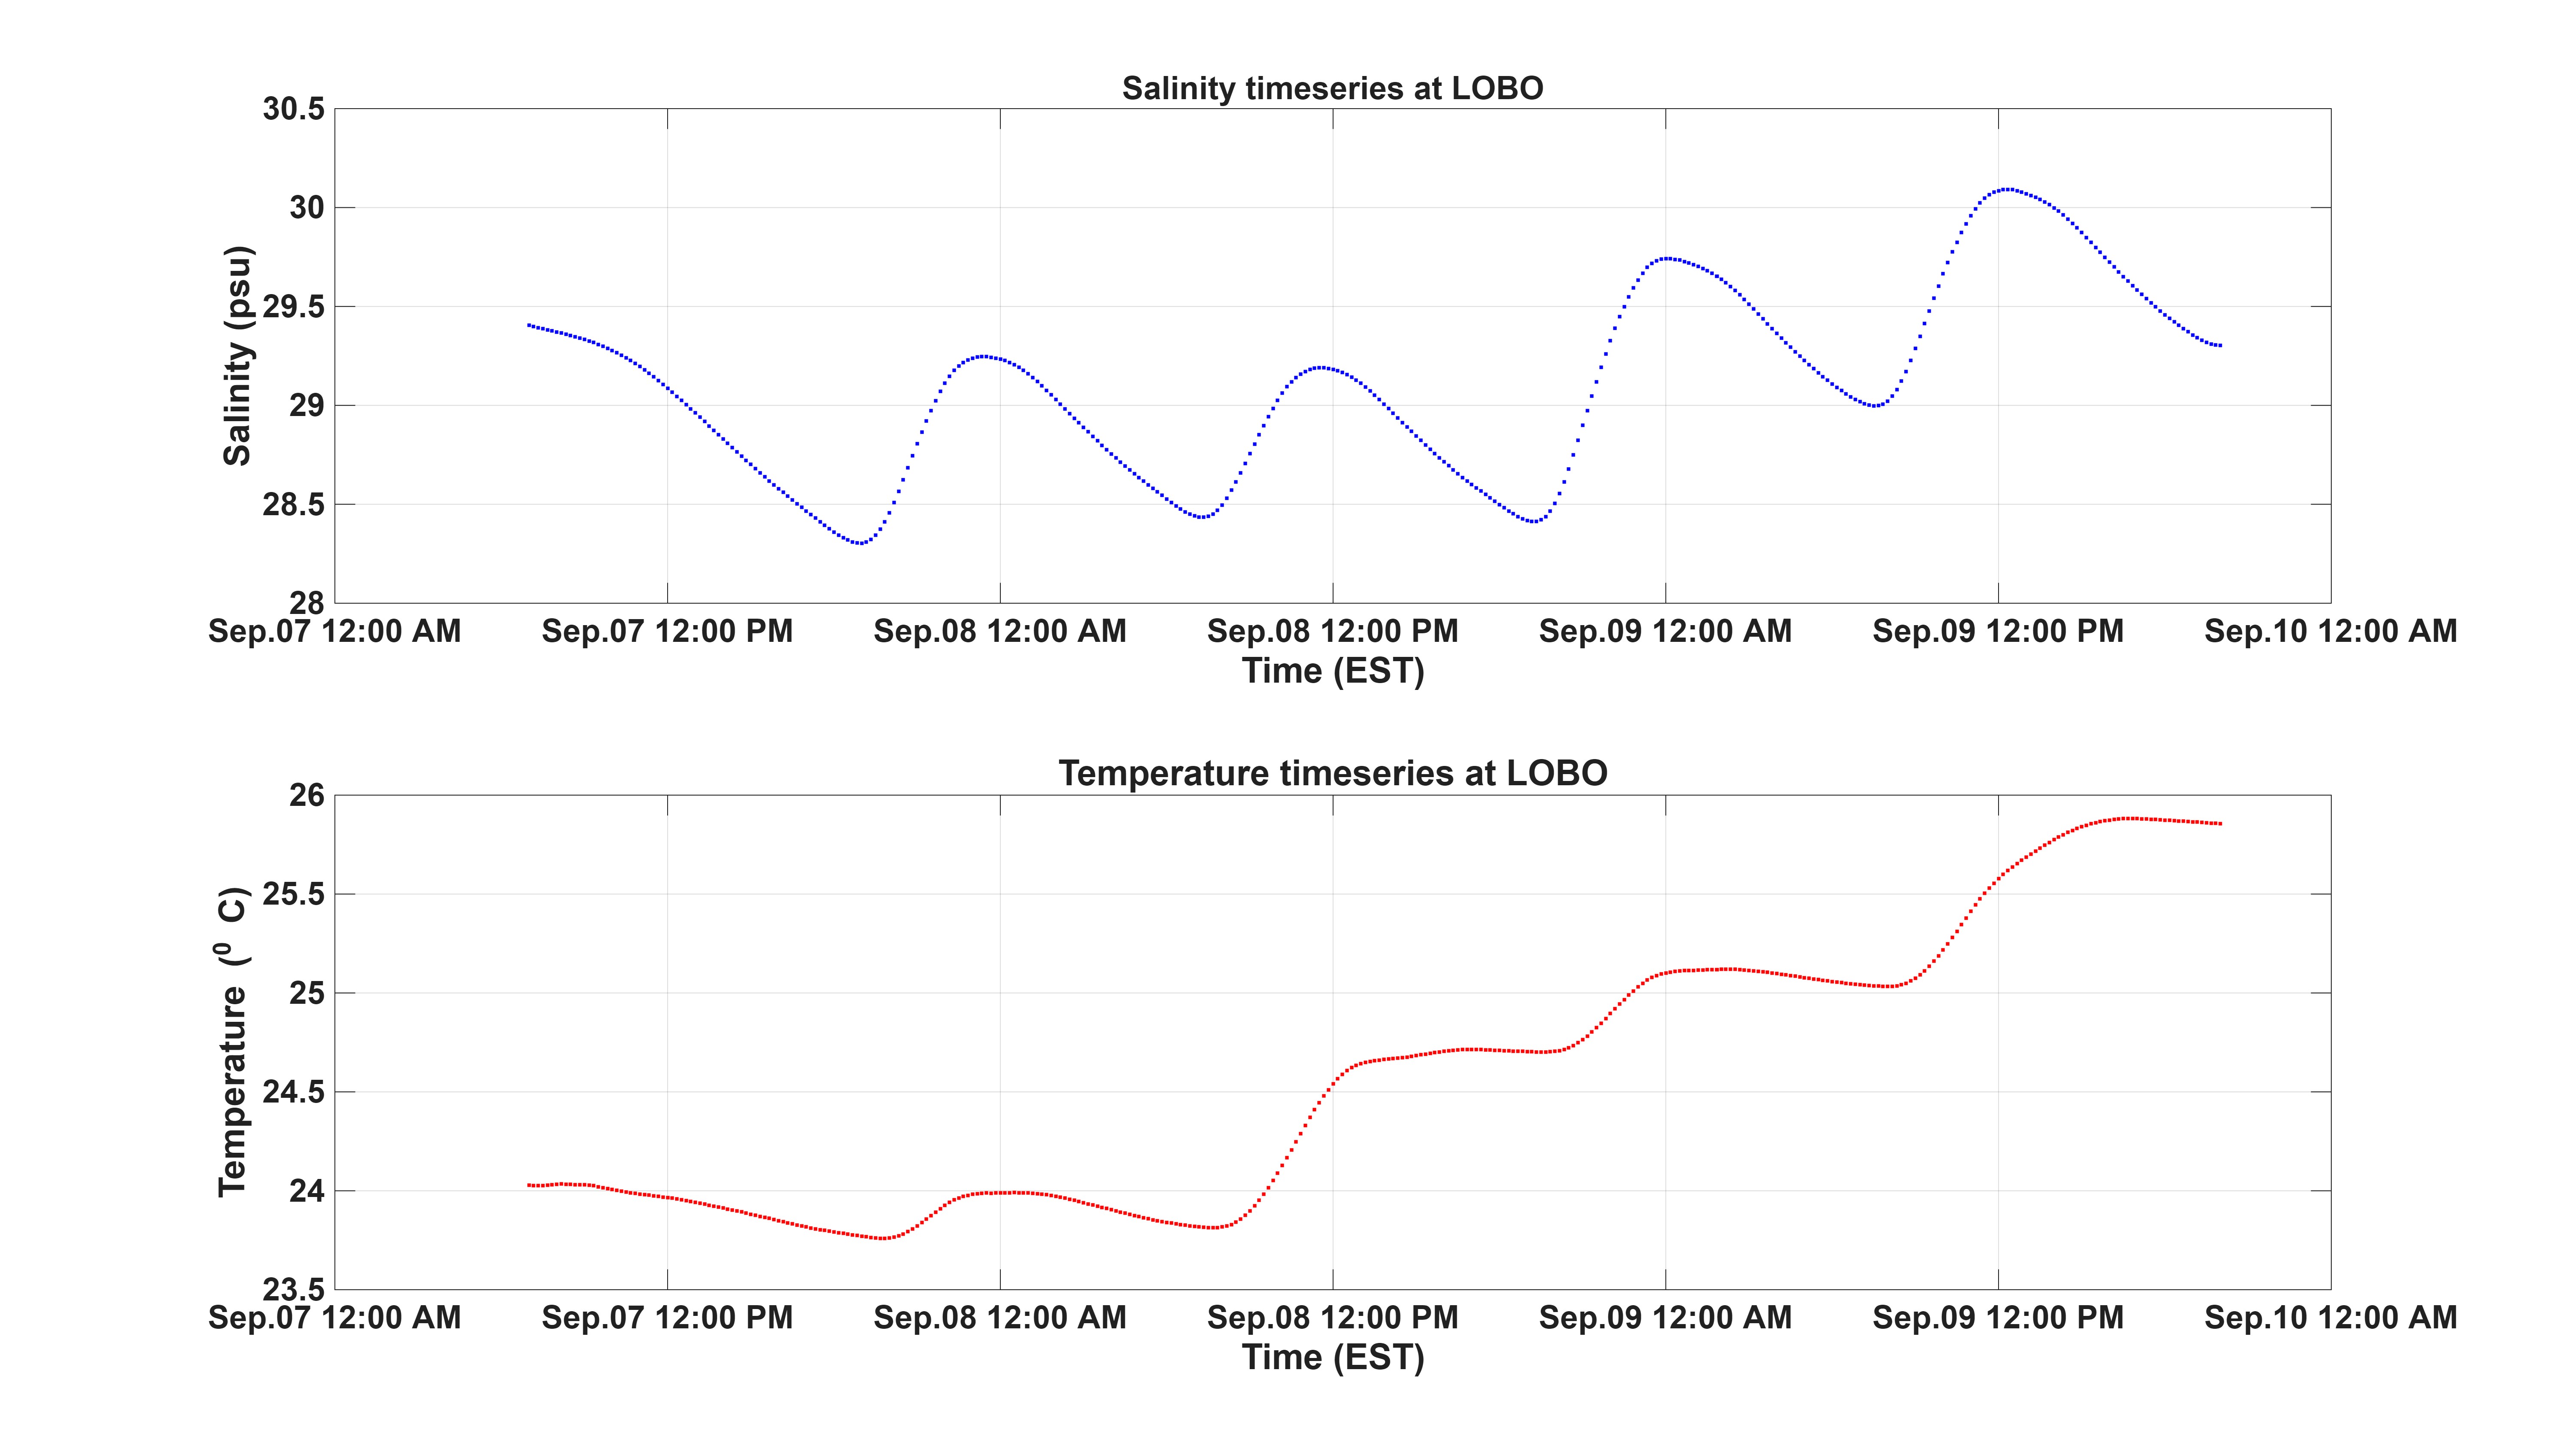 Salinity timeseries at LOBO
30.5
30
29.5
29
28.5
28
Salinity (psu)
Sep.07 12:00 AM Sep.07 12:00 PM Sep.08 12:00 AM Sep.08 12:00 PM Sep.09 12:00 AM Sep.09 12:00 PM Sep.10 12:00 AM
Time (EST)
Temperature timeseries at LOBO
26
25.5
25
24.5
24
23.5
Temperature (⁰ C)
Sep.07 12:00 AM Sep.07 12:00 PM Sep.08 12:00 AM Sep.08 12:00 PM Sep.09 12:00 AM Sep.09 12:00 PM Sep.10 12:00 AM
Time (EST)